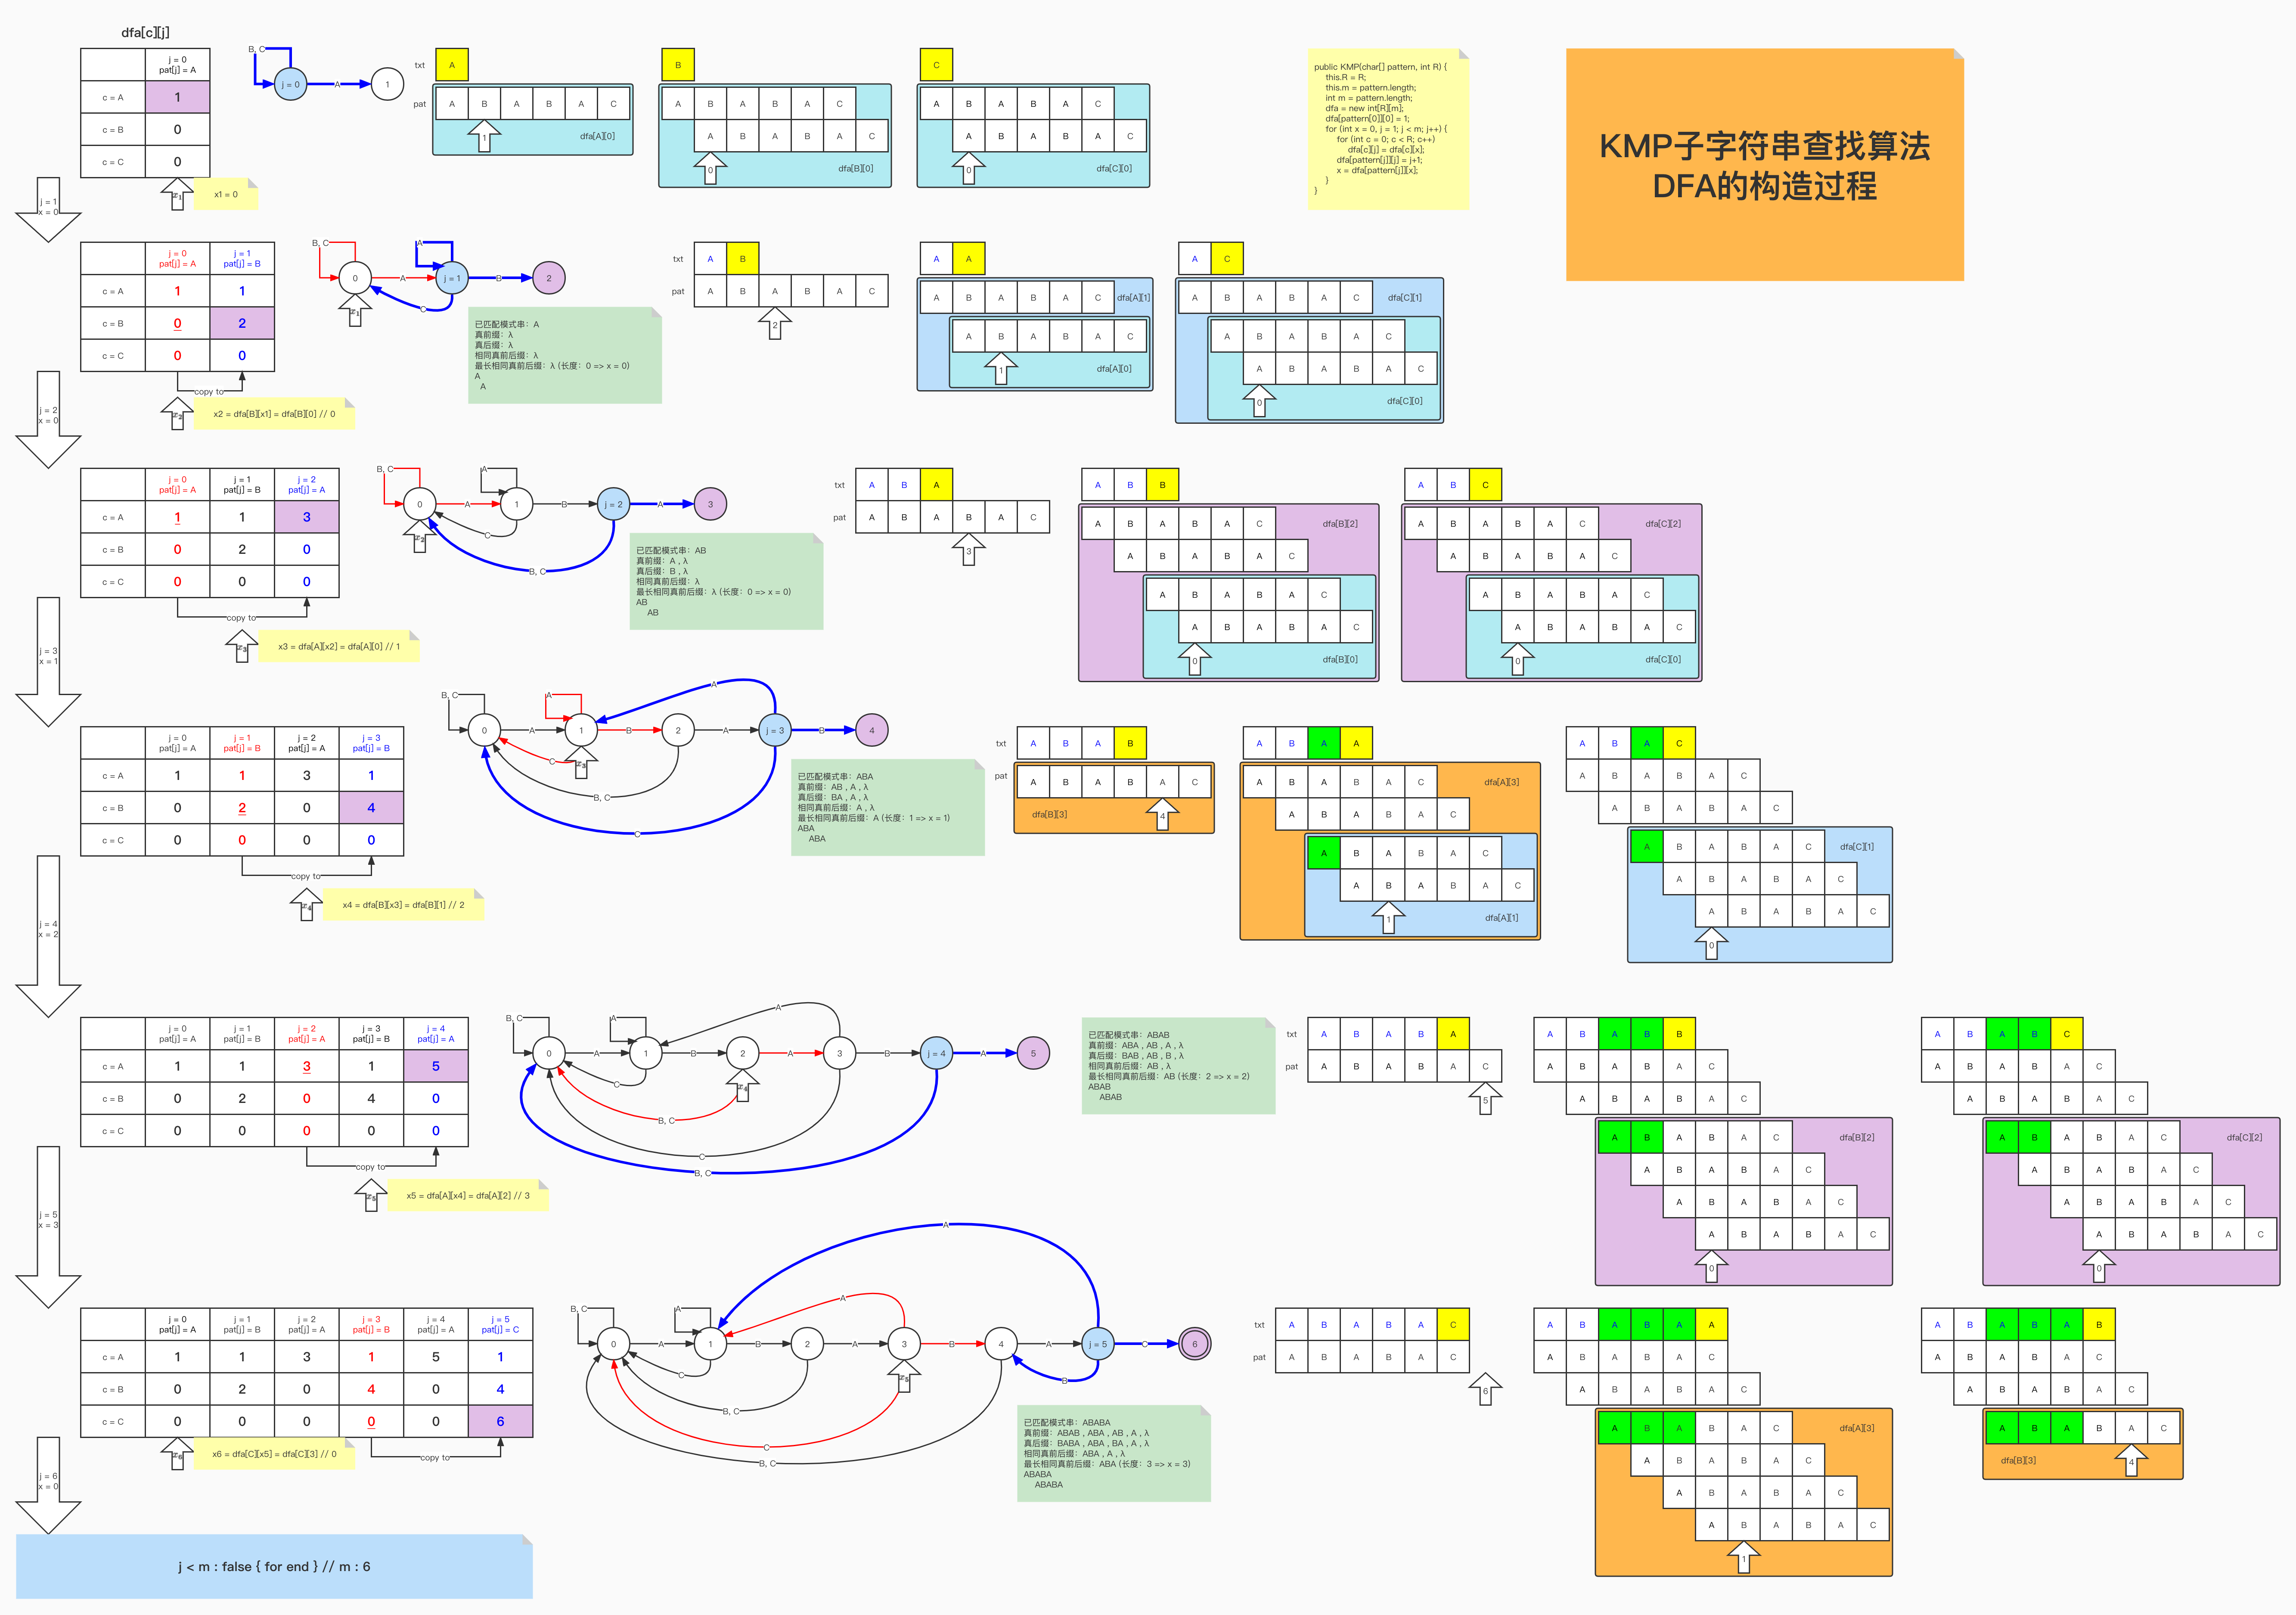 dfa[c][j]
j = 0
pat[j] = A
c = A 1
c = B 0
c = C 0
x1
x1 = 0
B, C
j = 0 A 1
txt A
pat A B A B A C
1 dfa[A][0]
B
A B A B A C
A B A B A C
0 dfa[B][0]
C
A B A B A C
A B A B A C
0 dfa[C][0]
public KMP(char[] pattern, int R) {
this.R = R;
this.m = pattern.length;
int m = pattern.length;
dfa = new int[R][m];
dfa[pattern[0]][0] = 1;
for (int x = 0, j = 1; j < m; j++) {
for (int c = 0; c < R; c++)
dfa[c][j] = dfa[c][x];
dfa[pattern[j]][j] = j+1;
x = dfa[pattern[j]][x];
}
}
KMP子字符串查找算法
DFA的构造过程
j = 1
x = 0
j = 0 j = 1
pat[j] = A pat[j] = B
c = A 1 1
c = B 0 2
c = C 0 0
copy to
x2
x2 = dfa[B][x1] = dfa[B][0] // 0
B, C A
0 A j = 1 B 2
C
x1
已匹配模式串：A
真前缀：λ
真后缀：λ
相同真前后缀：λ
最长相同真前后缀：λ (长度：0 => x = 0)
A
A
txt A B
pat A B A B A C
2
A A
A B A B A C dfa[A][1]
A B A B A C
1 dfa[A][0]
A C
A B A B A C dfa[C][1]
A B A B A C
A B A B A C
0 dfa[C][0]
j = 2
x = 0
j = 0 j = 1 j = 2
pat[j] = A pat[j] = B pat[j] = A
c = A 1 1 3
c = B 0 2 0
c = C 0 0 0
copy to
x3
x3 = dfa[A][x2] = dfa[A][0] // 1
B, C A
0 A 1 B j = 2 A 3
C
x2
B, C
已匹配模式串：AB
真前缀：A , λ
真后缀：B , λ
相同真前后缀：λ
最长相同真前后缀：λ (长度：0 => x = 0)
AB
AB
txt A B A
pat A B A B A C
3
A B B
A B A B A C dfa[B][2]
A B A B A C
A B A B A C
A B A B A C
0 dfa[B][0]
A B C
A B A B A C dfa[C][2]
A B A B A C
A B A B A C
A B A B A C
0 dfa[C][0]
j = 3
x = 1
j = 0 j = 1 j = 2 j = 3
pat[j] = A pat[j] = B pat[j] = A pat[j] = B
c = A 1 1 3 1
c = B 0 2 0 4
c = C 0 0 0 0
copy to
x4
x4 = dfa[B][x3] = dfa[B][1] // 2
A
B, C A
0 A 1 B 2 A j = 3 B 4
C
x3
B, C
C
已匹配模式串：ABA
真前缀：AB , A , λ
真后缀：BA , A , λ
相同真前后缀：A , λ
最长相同真前后缀：A (长度：1 => x = 1)
ABA
ABA
txt A B A B
pat A B A B A C
dfa[B][3] 4
A B A A
A B A B A C dfa[A][3]
A B A B A C
A B A B A C
A B A B A C
1 dfa[A][1]
A B A C
A B A B A C
A B A B A C
A B A B A C dfa[C][1]
A B A B A C
A B A B A C
0
j = 4
x = 2
j = 0 j = 1 j = 2 j = 3 j = 4
pat[j] = A pat[j] = B pat[j] = A pat[j] = B pat[j] = A
c = A 1 1 3 1 5
c = B 0 2 0 4 0
c = C 0 0 0 0 0
copy to
x5
x5 = dfa[A][x4] = dfa[A][2] // 3
A
B, C A
0 A 1 B 2 A 3 B j = 4 A 5
C
x4
B, C
C
B, C
已匹配模式串：ABAB
真前缀：ABA , AB , A , λ
真后缀：BAB , AB , B , λ
相同真前后缀：AB , λ
最长相同真前后缀：AB (长度：2 => x = 2)
ABAB
ABAB
txt A B A B A
pat A B A B A C
5
A B A B B
A B A B A C
A B A B A C
A B A B A C dfa[B][2]
A B A B A C
A B A B A C
A B A B A C
0
A B A B C
A B A B A C
A B A B A C
A B A B A C dfa[C][2]
A B A B A C
A B A B A C
A B A B A C
0
j = 5
x = 3
j = 0 j = 1 j = 2 j = 3 j = 4 j = 5
pat[j] = A pat[j] = B pat[j] = A pat[j] = B pat[j] = A pat[j] = C
c = A 1 1 3 1 5 1
c = B 0 2 0 4 0 4
c = C 0 0 0 0 0 6
copy to
x6
x6 = dfa[C][x5] = dfa[C][3] // 0
A
A
B, C A
0 A 1 B 2 A 3 B 4 A j = 5 C 6
C
x5
B
B, C
C
B, C
已匹配模式串：ABABA
真前缀：ABAB , ABA , AB , A , λ
真后缀：BABA , ABA , BA , A , λ
相同真前后缀：ABA , A , λ
最长相同真前后缀：ABA (长度：3 => x = 3)
ABABA
ABABA
txt A B A B A C
pat A B A B A C
6
A B A B A A
A B A B A C
A B A B A C
A B A B A C dfa[A][3]
A B A B A C
A B A B A C
A B A B A C
1
A B A B A B
A B A B A C
A B A B A C
A B A B A C
dfa[B][3] 4
j = 6
x = 0
j < m : false { for end } // m : 6